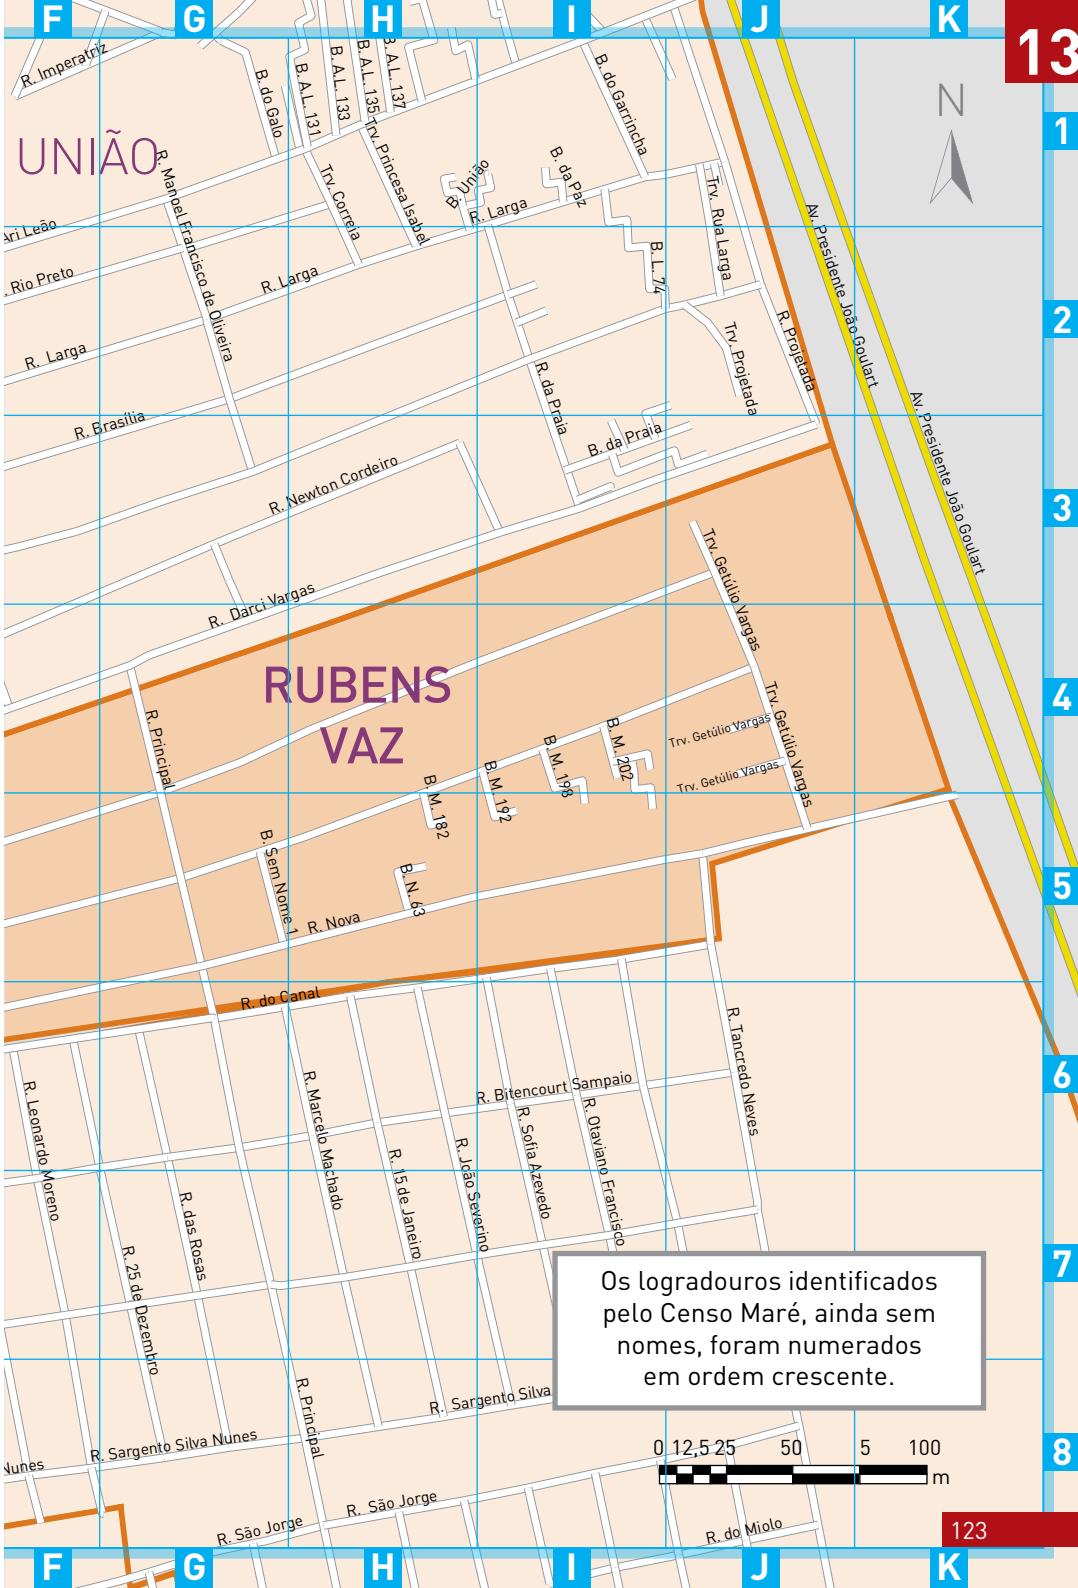 F G H I J K
13
R. Imperatriz
B. do Galo
B. A.L. 131
B. A.L. 133
B. A.L. 135
B. A.L. 137
B. do Garrincha
N
1
UNIÃO
R. Manoel Francisco de Oliveira
Trv. Correia
Trv. Princesa Isabel
B. União
B. da Paz
R. Larga
Trv. Rua Larga
Av. Presidente João Goulart
Ari Leão
. Rio Preto
R. Larga
B. L. 74
2
R. Larga
R. da Praia
Trv. Projetada
R. Projetada
Av. Presidente João Goulart
R. Brasília
B. da Praia
R. Newton Cordeiro
3
Trv. Getúlio Vargas
R. Darci Vargas
RUBENS
VAZ
4
R. Principal
Trv. Getúlio Vargas
Trv. Getúlio Vargas
Trv. Getúlio Vargas
B. M. 202
B. M. 198
B. M. 192
B. M. 182
B. Sem Nome 1
B. N. 63
5
R. Nova
R. do Canal
R. Tancredo Neves
6
R. Leonardo Moreno
R. Marcelo Machado
R. Bitencourt Sampaio
R. Sofia Azevedo
R. Otaviano Francisco
R. João Severino
R. 15 de Janeiro
R. das Rosas
R. 25 de Dezembro
7
Os logradouros identificados
pelo Censo Maré, ainda sem
nomes, foram numerados
em ordem crescente.
R. Principal
R. Sargento Silva
R. Sargento Silva Nunes
Nunes
8
0 12,5 25 50 5 100
m
R. São Jorge
R. São Jorge
R. do Miolo
123
F G H I J K